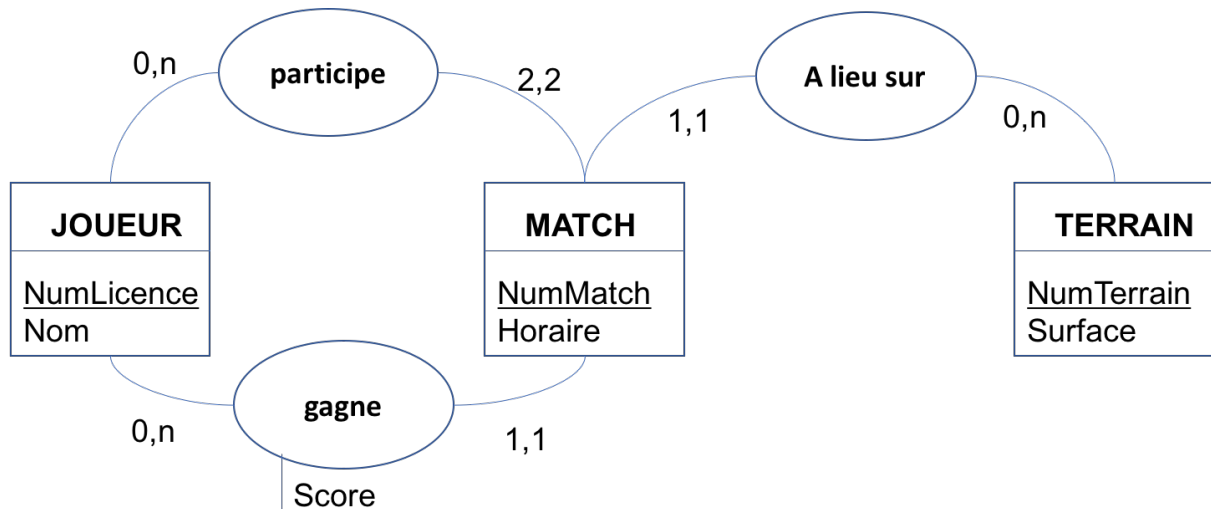 0,n
participe
2,2
1,1
A lieu sur
0,n
JOUEUR
NumLicence
Nom
MATCH
NumMatch
Horaire
TERRAIN
NumTerrain
Surface
0,n
gagne
1,1
Score